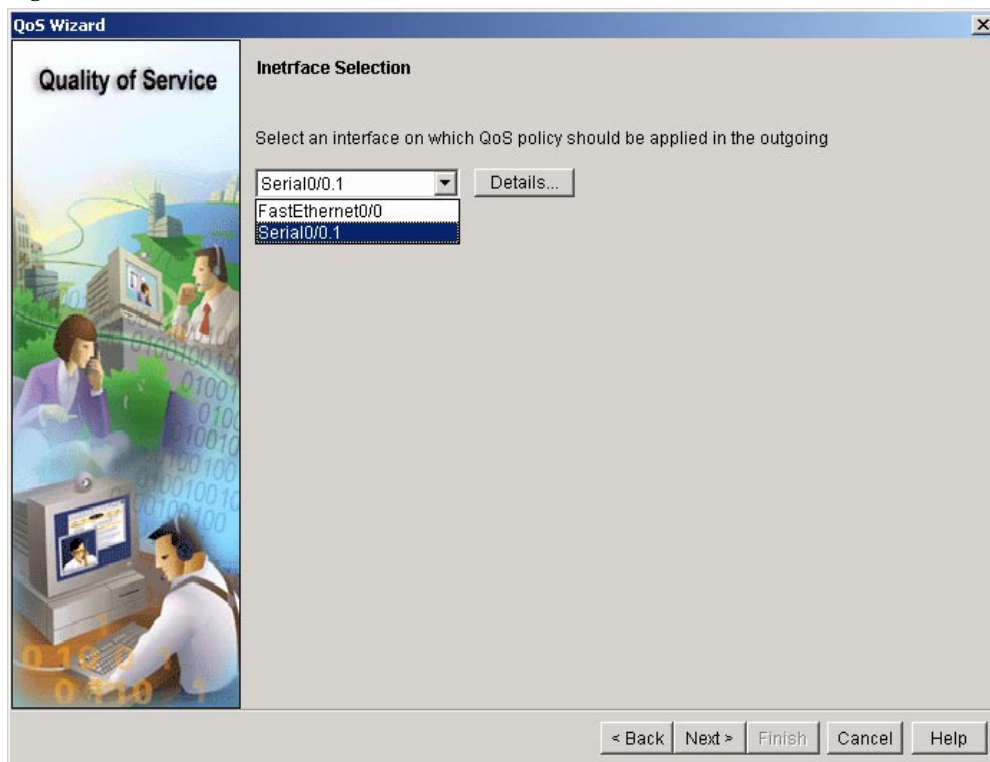 QoS Wizard
Quality of Service
Inetrface Selection
Select an interface on which QoS policy should be applied in the outgoing
Serial0/0.1
Details...
FastEthernet0/0
Serial0/0.1
< Back
Next >
Finish
Cancel
Help